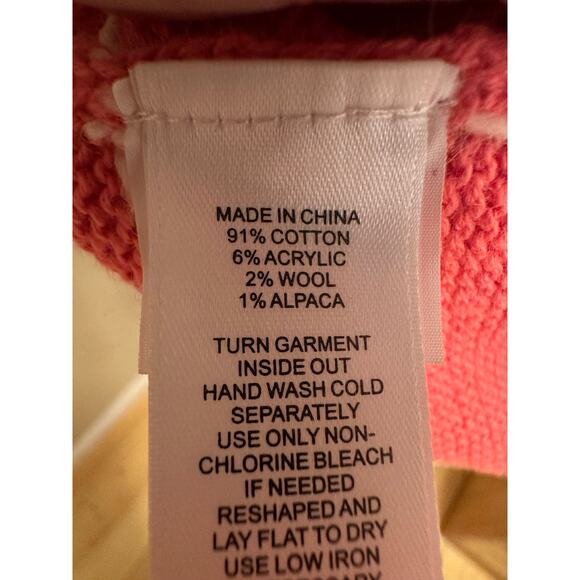 MADE IN CHINA
91% COTTON
6% ACRYLIC
2% WOOL
1% ALPACA
TURN GARMENT
INSIDE OUT
HAND WASH COLD
SEPARATELY
USE ONLY NON-
CHLORINE BLEACH
IF NEEDED
RESHAPED AND
LAY FLAT TO DRY
USE LOW IRON